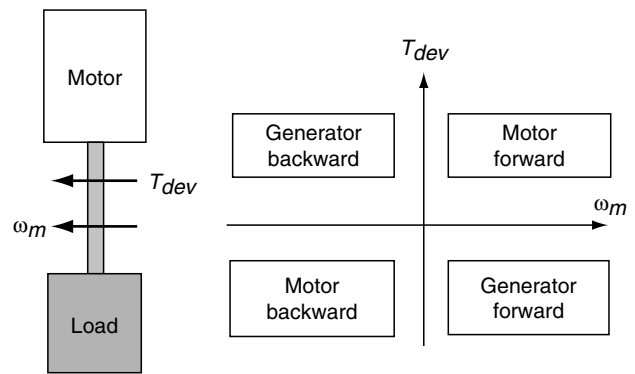 Motor
T_dev
ω_m
Load
T_dev
Generator
backward
Motor
forward
ω_m
Motor
backward
Generator
forward